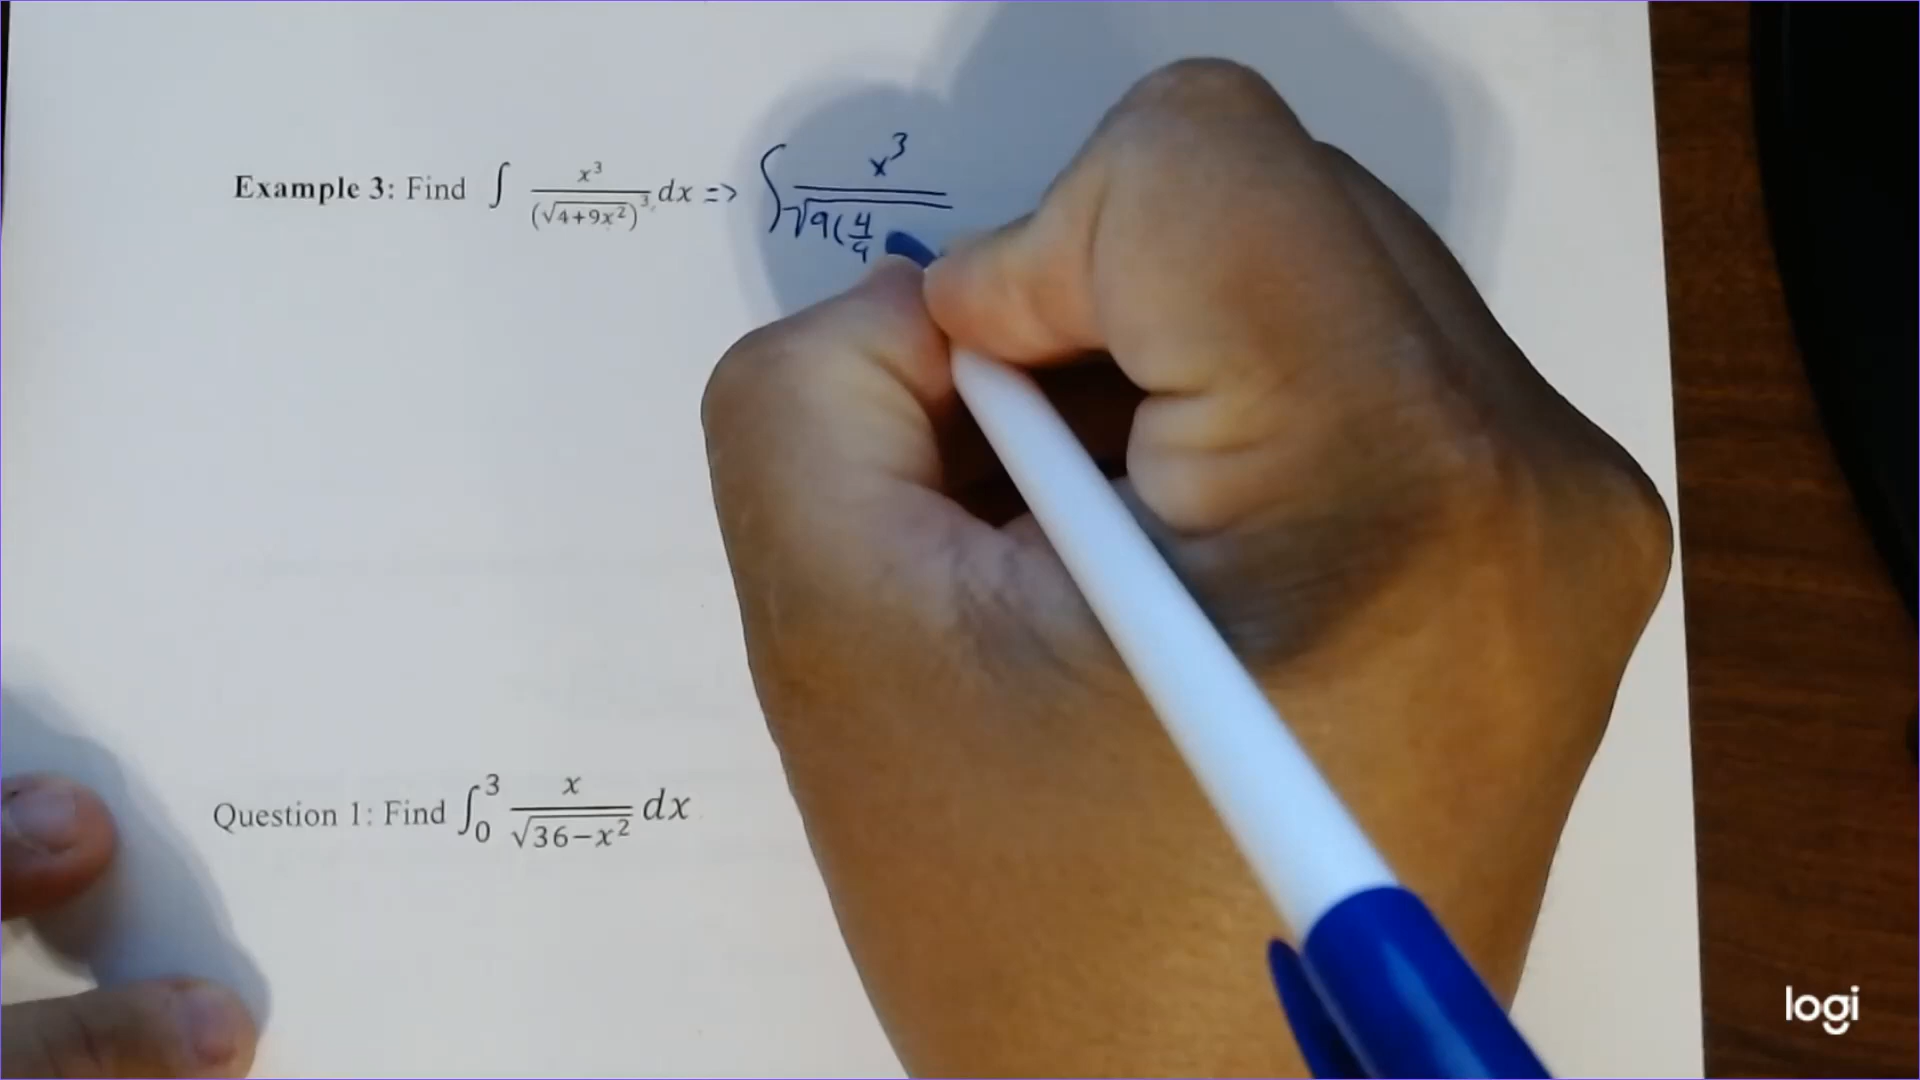 Example 3: Find ∫ x³/(√4+9x²)³ dx => ∫ x³/√9(4/9
Question 1: Find ∫₀³ x/√36−x² dx
logi